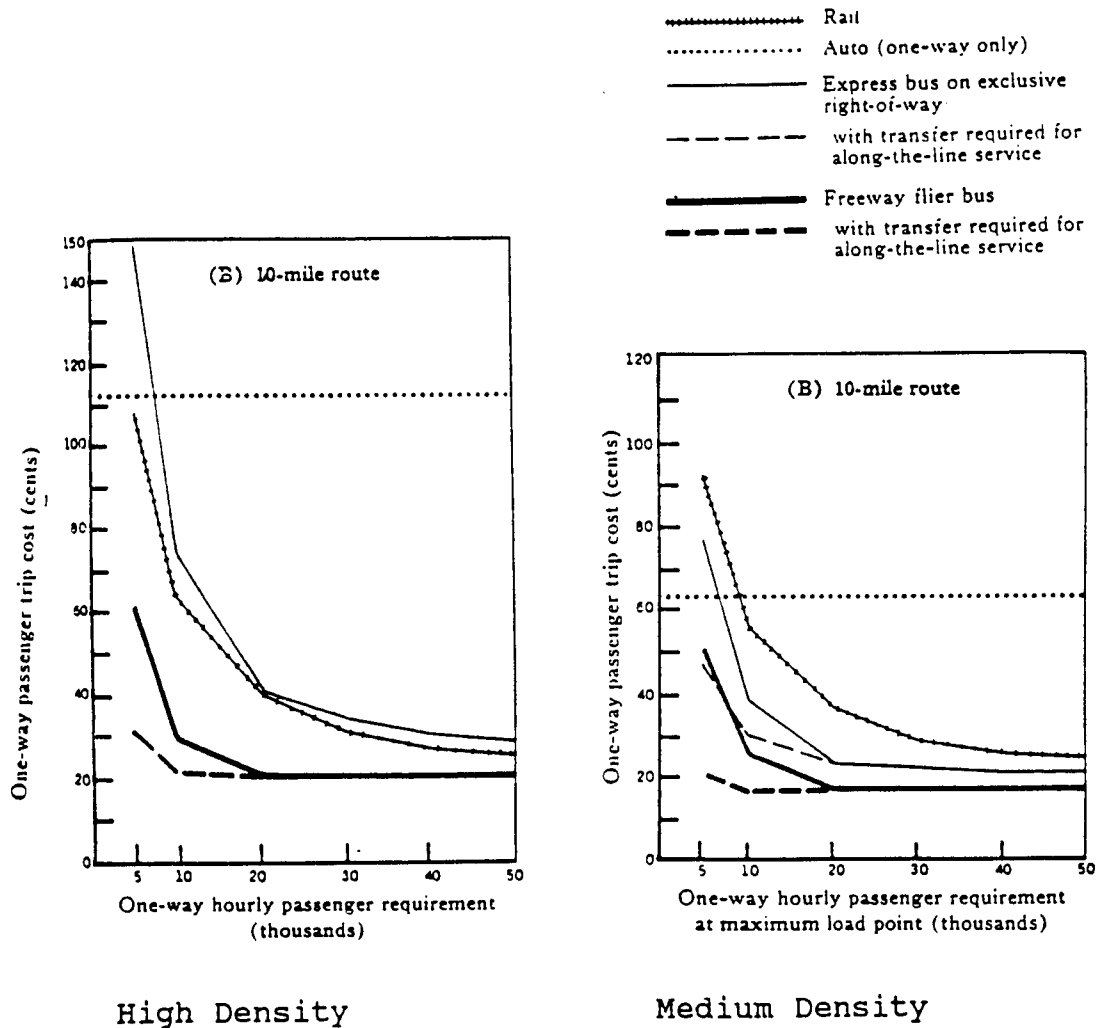 Rail
Auto (one-way only)
Express bus on exclusive
right-of-way
with transfer required for
along-the-line service
Freeway flier bus
with transfer required for
along-the-line service
(B) 10-mile route
One-way passenger trip cost (cents)
150
140
120
100
80
60
40
20
0
5 10 20 30 40 50
One-way hourly passenger requirement
(thousands)
High Density
(B) 10-mile route
One-way passenger trip cost (cents)
120
100
80
60
40
20
0
5 10 20 30 40 50
One-way hourly passenger requirement
at maximum load point (thousands)
Medium Density